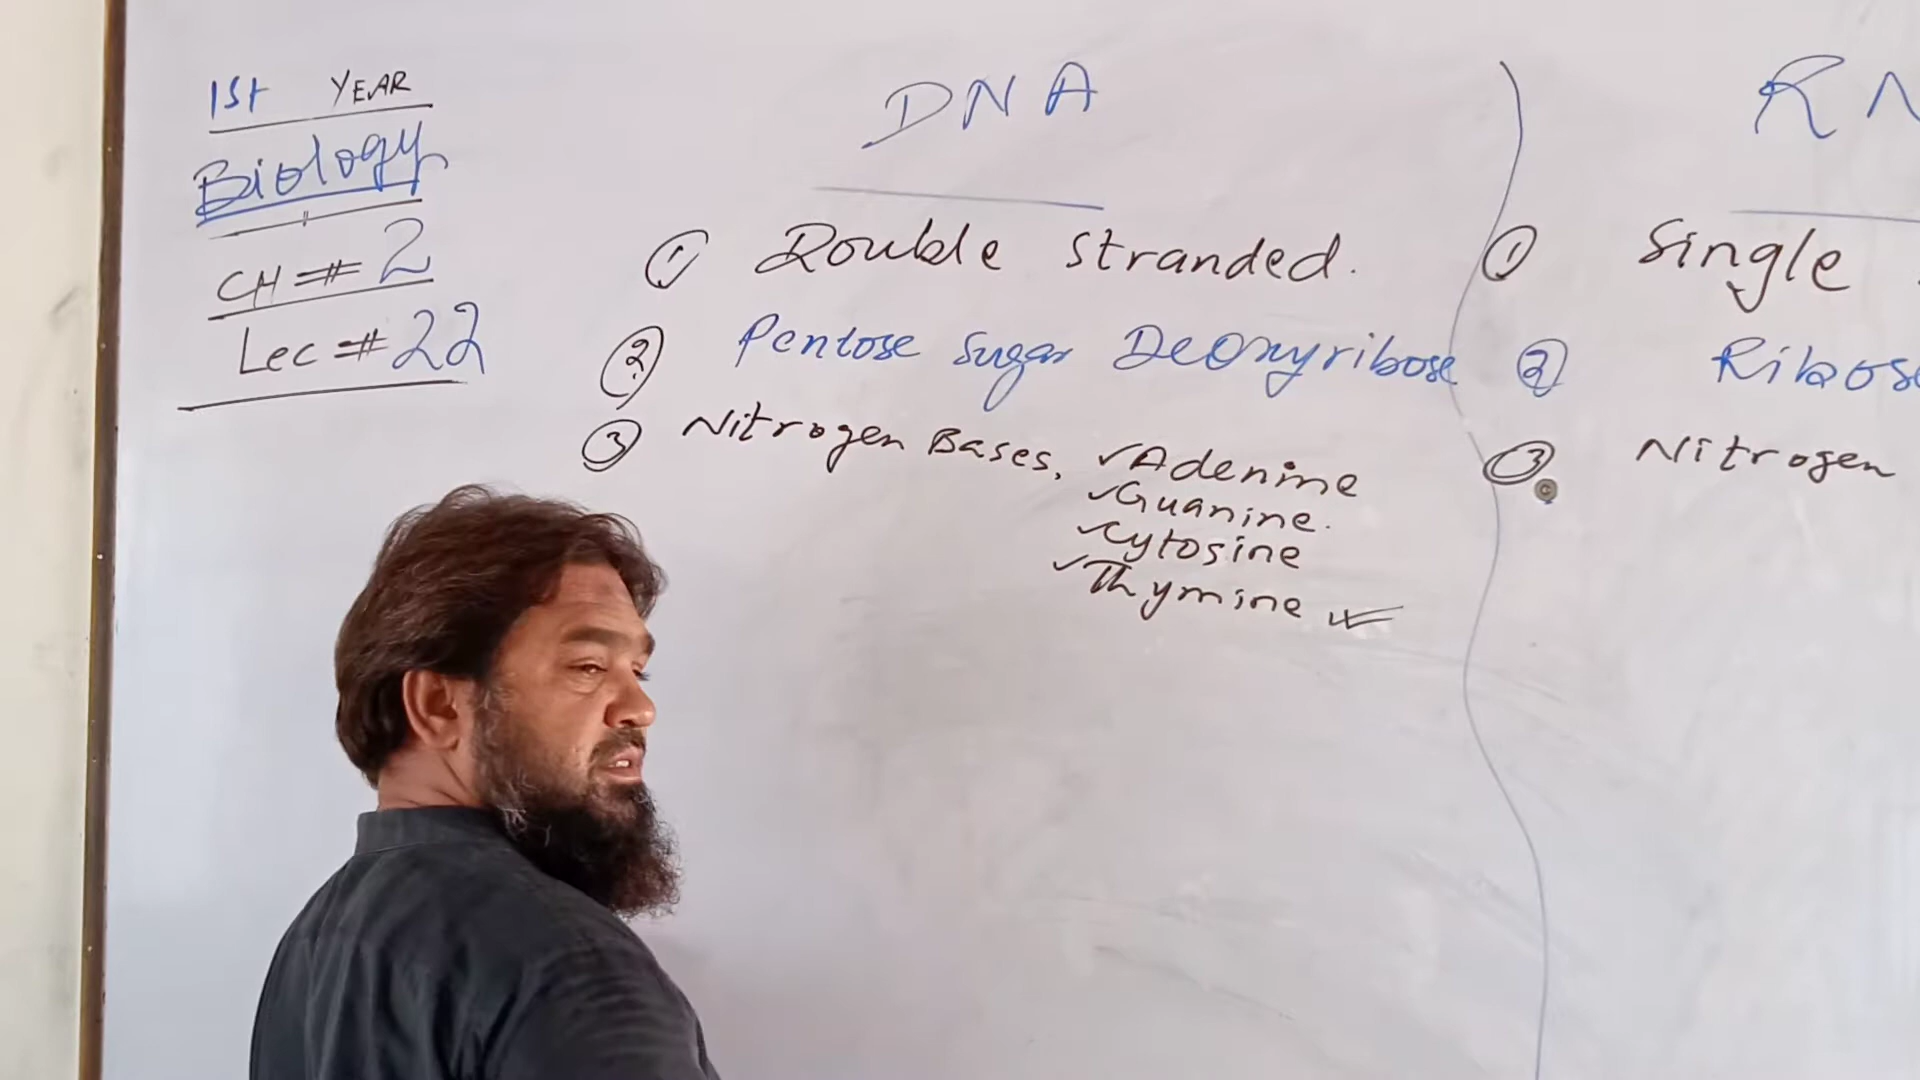 1St YEAR
Biology
CH # 2
Lec # 22
DNA
① Double stranded.
② Pentose Sugar Deoxyribose
③ Nitrogen Bases, ✓Adenine
✓Guanine.
✓Cytosine
✓Thymine
RN
① Single
② Ribose
③ Nitrogen